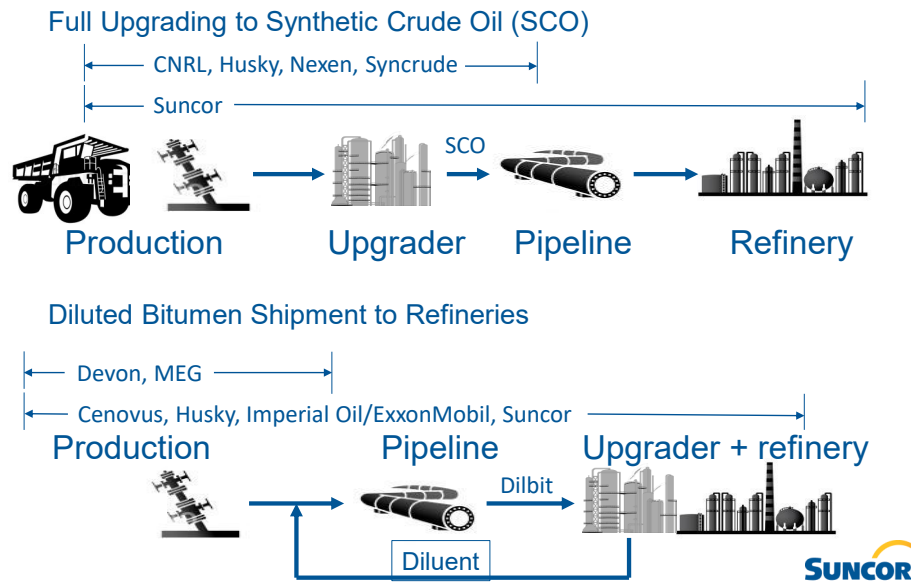 Full Upgrading to Synthetic Crude Oil (SCO)
CNRL, Husky, Nexen, Syncrude
Suncor
SCO
Production
Upgrader
Pipeline
Refinery
Diluted Bitumen Shipment to Refineries
Devon, MEG
Cenovus, Husky, Imperial Oil/ExxonMobil, Suncor
Production
Pipeline
Upgrader + refinery
Dilbit
Diluent
SUNCOR